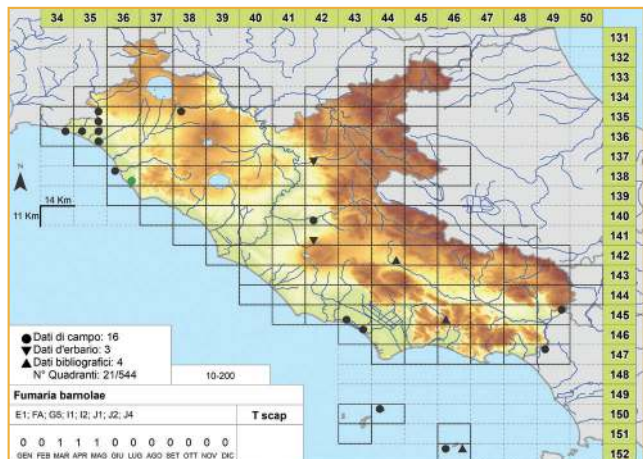 34 35 36 37 38 39 40 41 42 43 44 45 46 47 48 49 50
131
132
133
134
135
136
137
138
139
140
141
142
143
144
145
146
147
148
149
150
151
152
N
14 Km
11 Km
Dati di campo: 16
Dati d'erbario: 3
Dati bibliografici: 4
N° Quadranti: 21/544
10-200
Fumaria barnolae
E1; FA; G5; I1; I2; J1; J2; J4
T scap
0 0 1 1 1 0 0 0 0 0 0 0
GEN FEB MAR APR MAG GIU LUG AGO SET OTT NOV DIC